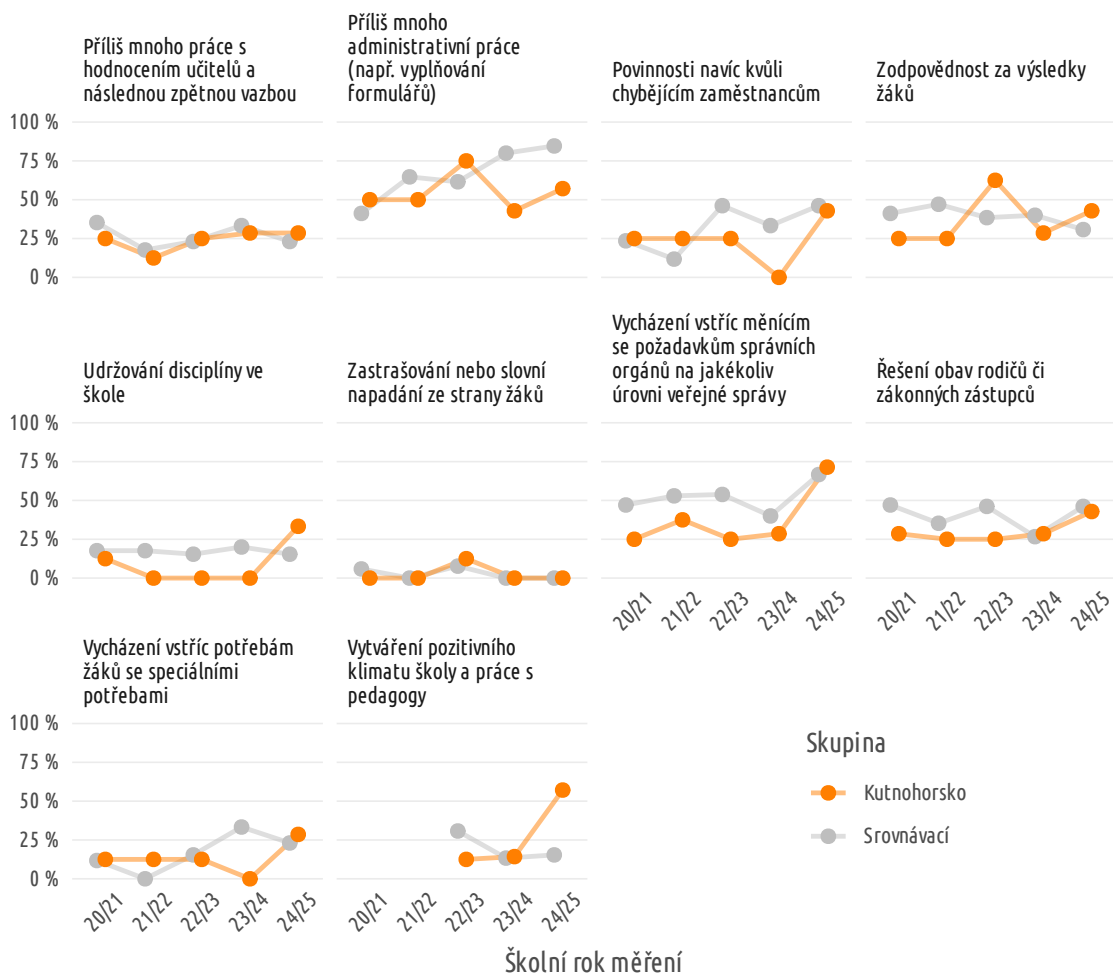 Příliš mnoho práce s
hodnocením učitelů a
následnou zpětnou vazbou
Příliš mnoho
administrativní práce
(např. vyplňování
formulářů)
Povinnosti navíc kvůli
chybějícím zaměstnancům
Zodpovědnost za výsledky
žáků
100 %
75 %
50 %
25 %
0 %
Udržování disciplíny ve
škole
Zastrašování nebo slovní
napadání ze strany žáků
Vycházení vstříc měnícím
se požadavkům správních
orgánů na jakékoliv
úrovni veřejné správy
Řešení obav rodičů či
zákonných zástupců
100 %
75 %
50 %
25 %
0 %
20/21
21/22
22/23
23/24
24/25
20/21
21/22
22/23
23/24
24/25
Vycházení vstříc potřebám
žáků se speciálními
potřebami
Vytváření pozitivního
klimatu školy a práce s
pedagogy
100 %
75 %
50 %
25 %
0 %
20/21
21/22
22/23
23/24
24/25
20/21
21/22
22/23
23/24
24/25
Skupina
Kutnohorsko
Srovnávací
Školní rok měření